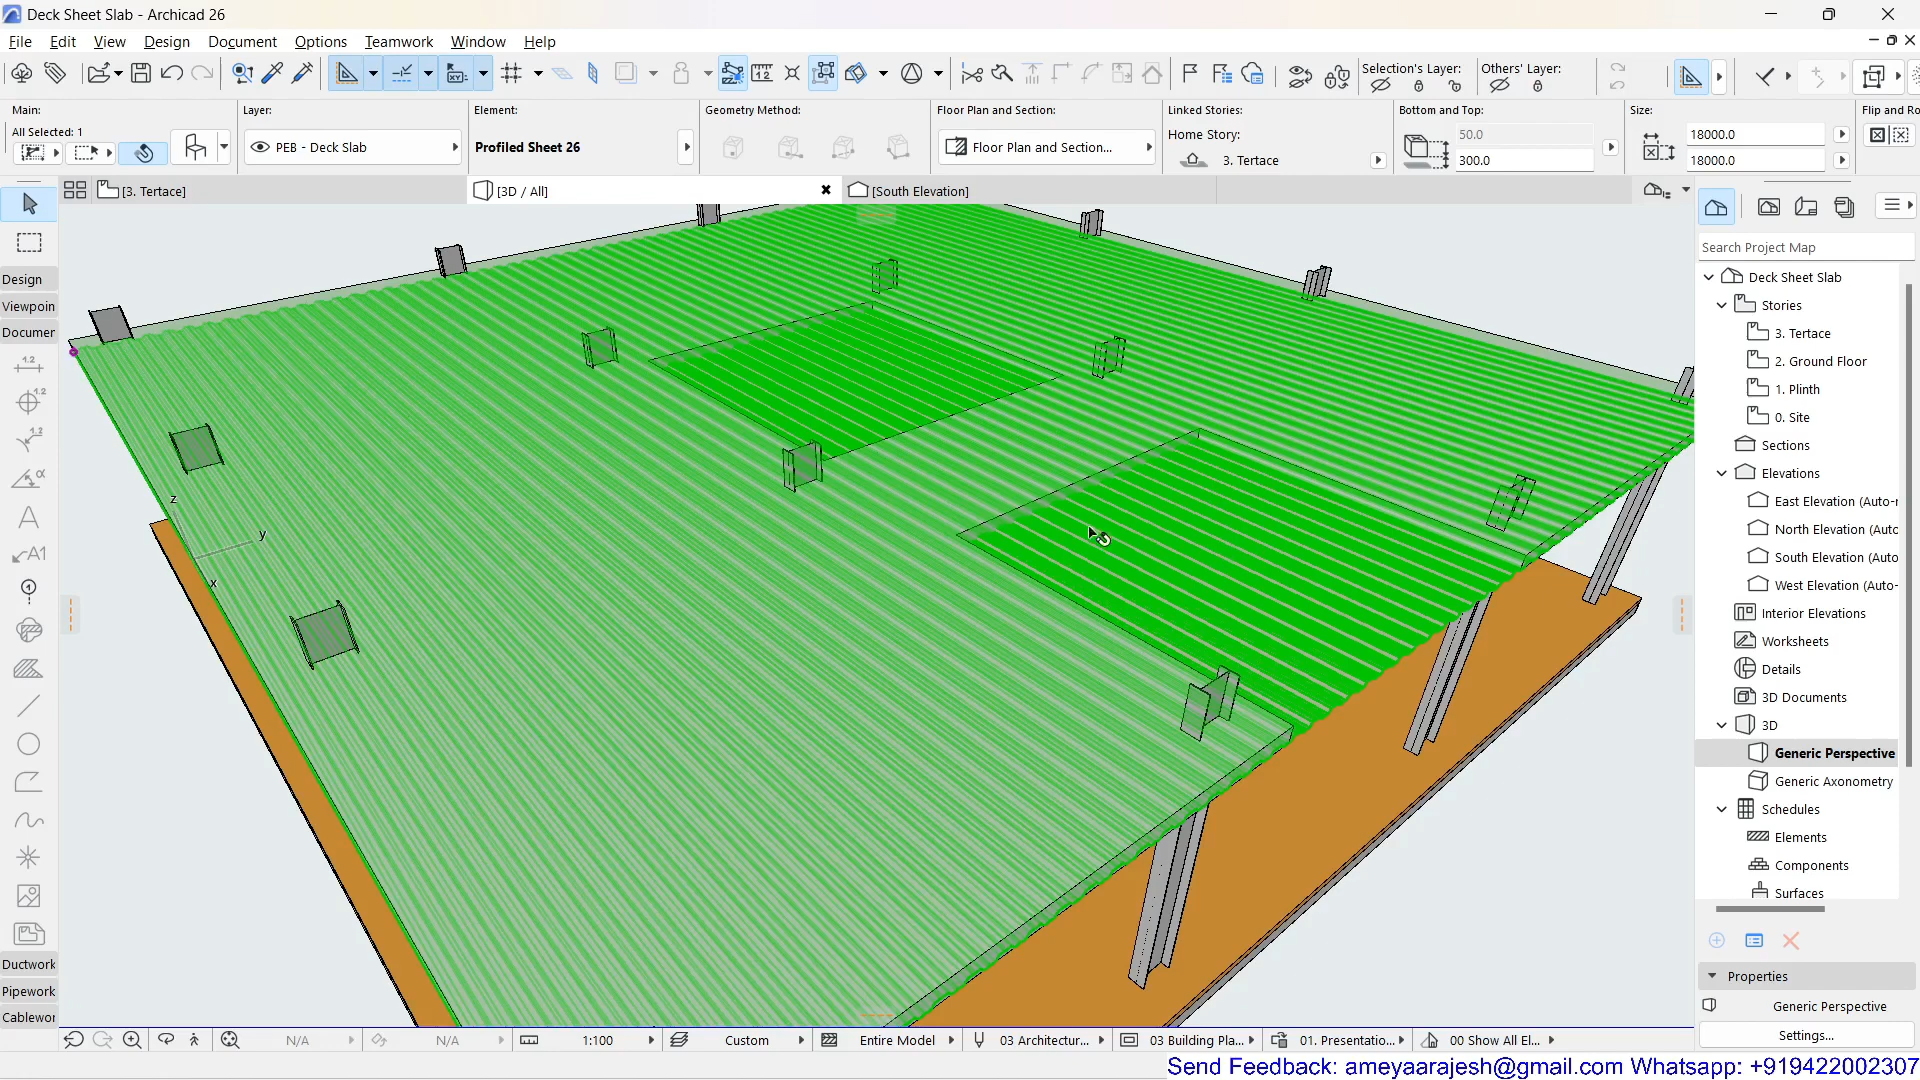 Deck Sheet Slab - Archicad 26
File Edit View Design Document Options Teamwork Window Help
Selection's Layer: Others' Layer:
Main: Layer: Element: Geometry Method: Floor Plan and Section: Linked Stories: Bottom and Top: Size: Flip and Ro
All Selected: 1
PEB - Deck Slab
Profiled Sheet 26
Floor Plan and Section...
Home Story:
3. Tertace
50.0
300.0
18000.0
18000.0
[3. Tertace] [3D / All] [South Elevation]
Design
Viewpoin
Documen
Ductwork
Pipework
Cablewor
z
y
x
Search Project Map
Deck Sheet Slab
Stories
3. Tertace
2. Ground Floor
1. Plinth
0. Site
Sections
Elevations
East Elevation (Auto-r
North Elevation (Auto
South Elevation (Auto
West Elevation (Auto-
Interior Elevations
Worksheets
Details
3D Documents
3D
Generic Perspective
Generic Axonometry
Schedules
Elements
Components
Surfaces
Properties
Generic Perspective
Settings...
N/A N/A 1:100 Custom Entire Model 03 Architectur... 03 Building Pla... 01. Presentatio... 00 Show All El...
Send Feedback: ameyaarajesh@gmail.com Whatsapp: +919422002307